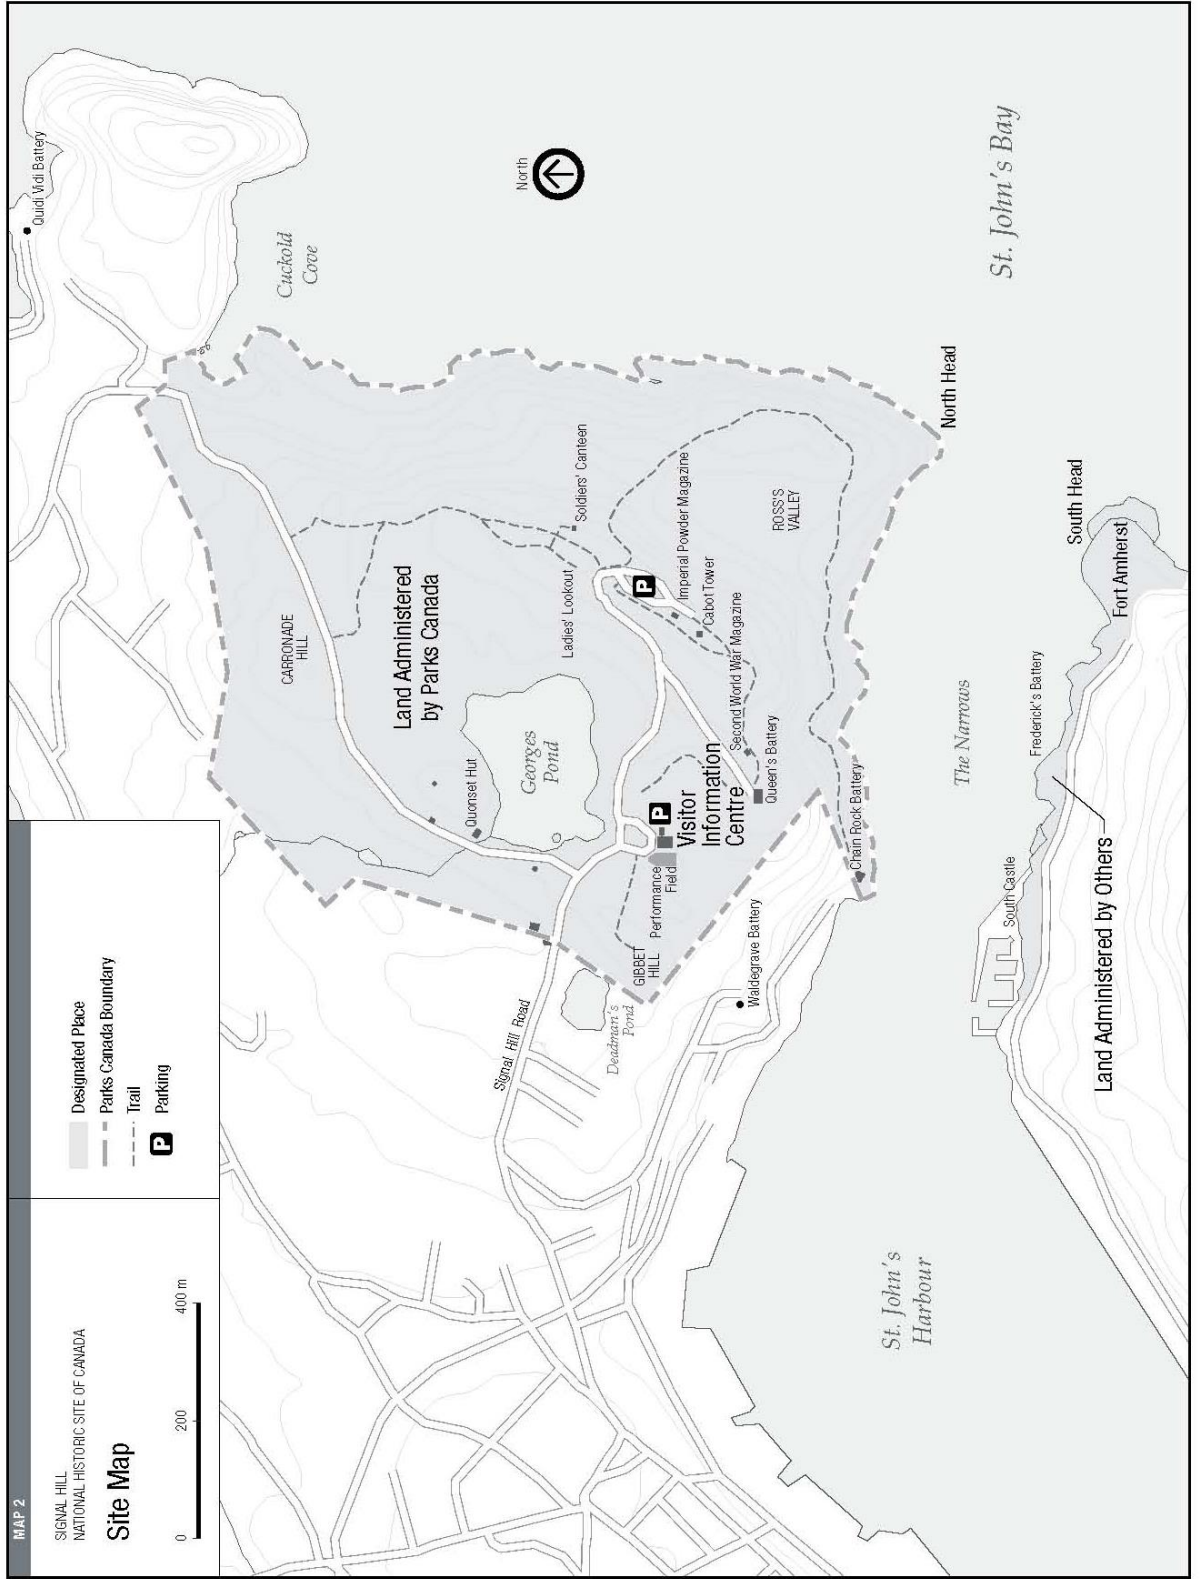 MAP 2
SIGNAL HILL
NATIONAL HISTORIC SITE OF CANADA
Site Map
0
200
400 m
Designated Place
Parks Canada Boundary
Trail
P
Parking
Quidi Vidi Battery
Cuckold
Cove
North
St. John's Bay
CARRONADE
HILL
Land Administered
by Parks Canada
Quonset Hut
Georges
Pond
Ladies' Lookout
Soldiers' Canteen
P
Imperial Powder Magazine
Cabot Tower
Second World War Magazine
ROSS'S
VALLEY
North Head
Signal Hill Road
Deadman's
Pond
GIBBET
HILL
Performance
Field
P
Visitor
Information
Centre
Queen's Battery
Waldegrave Battery
Chain Rock Battery
The Narrows
South Head
Fort Amherst
Frederick's Battery
South Castle
Land Administered by Others
St. John's
Harbour